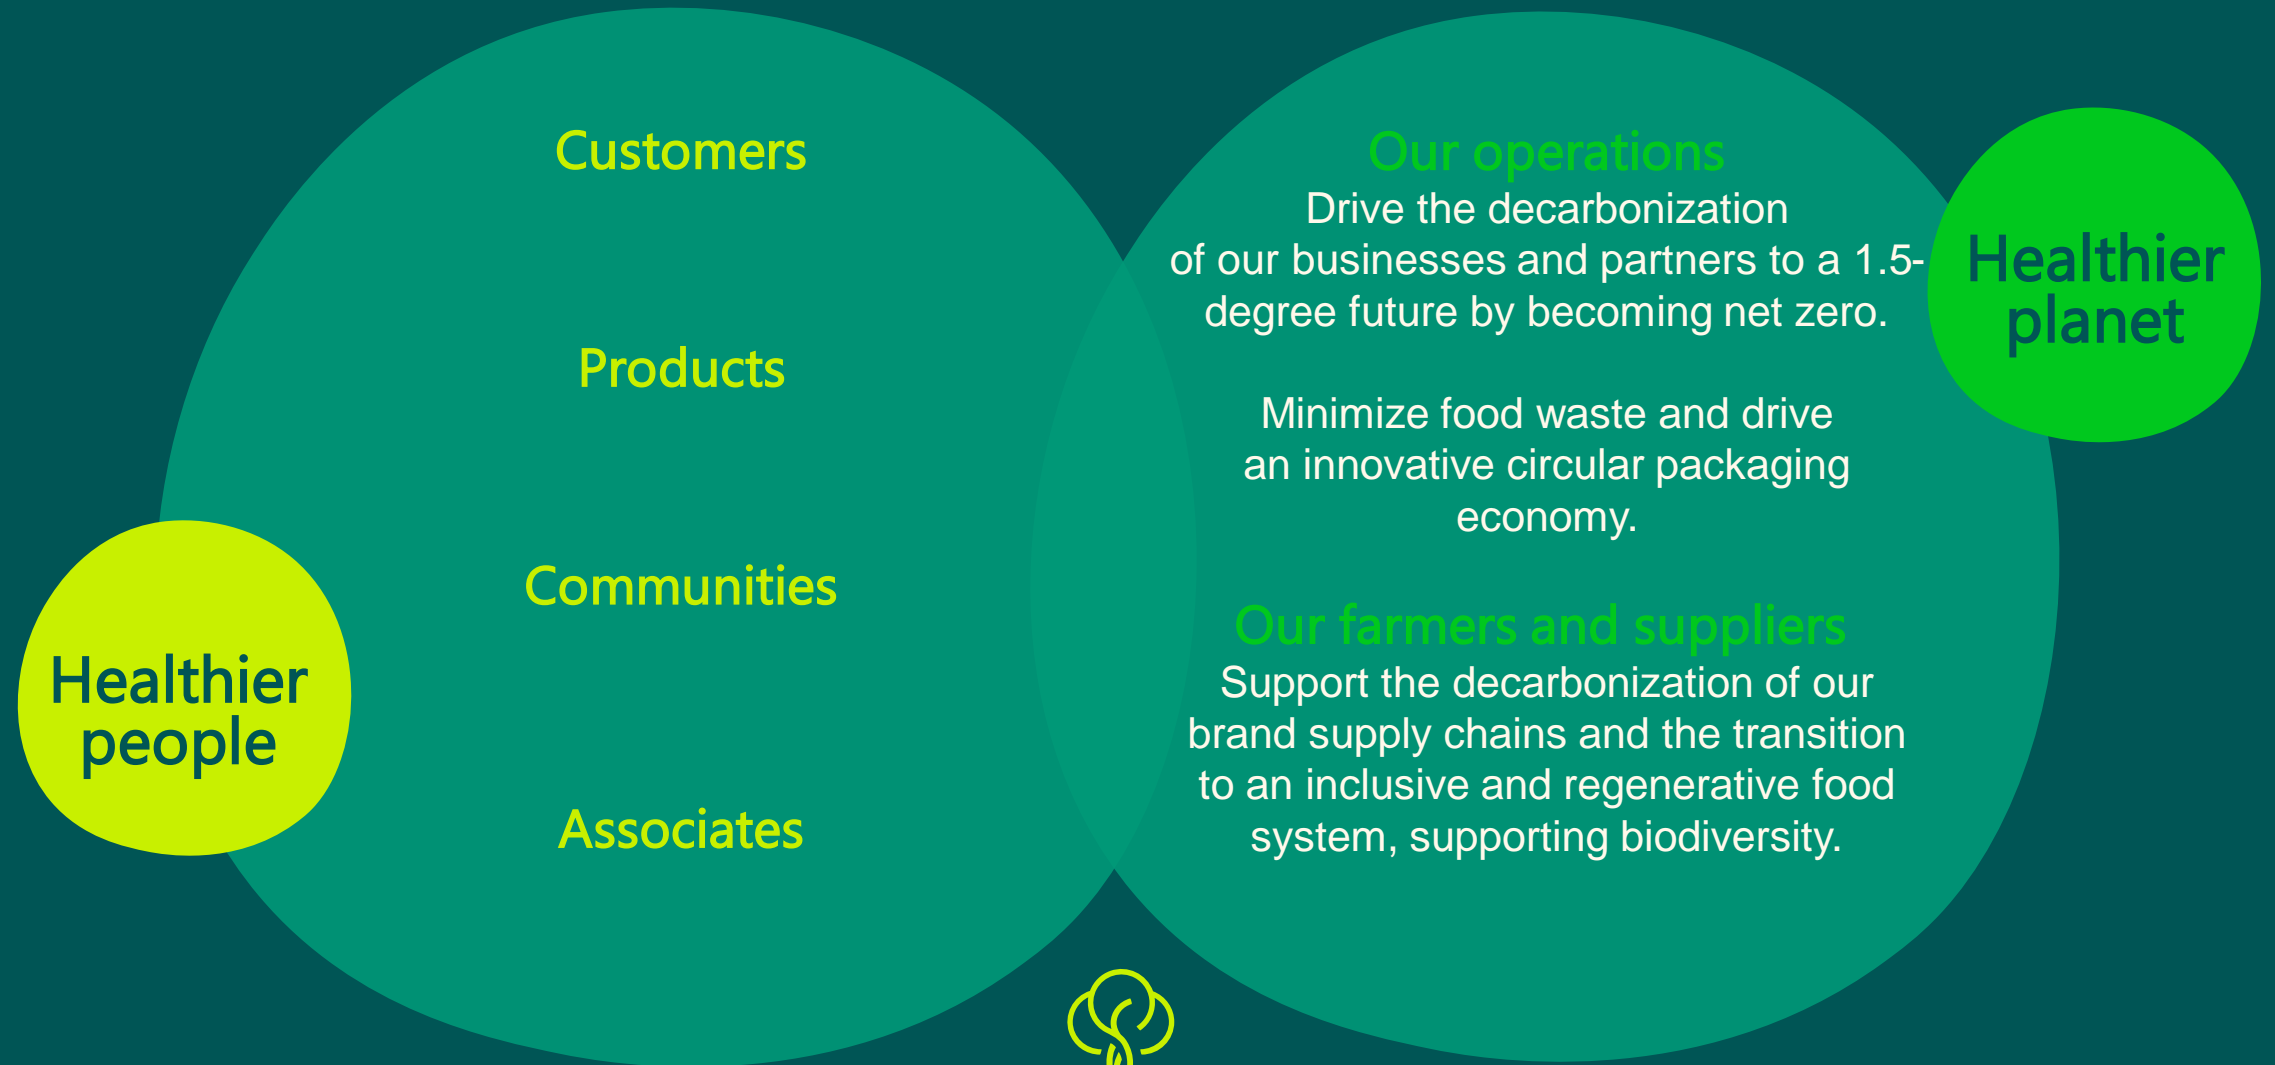 Customers
Products
Communities
Associates
Healthier
people
Our operations
Drive the decarbonization
of our businesses and partners to a 1.5-
degree future by becoming net zero.
Minimize food waste and drive
an innovative circular packaging
economy.
Our farmers and suppliers
Support the decarbonization of our
brand supply chains and the transition
to an inclusive and regenerative food
system, supporting biodiversity.
Healthier
planet